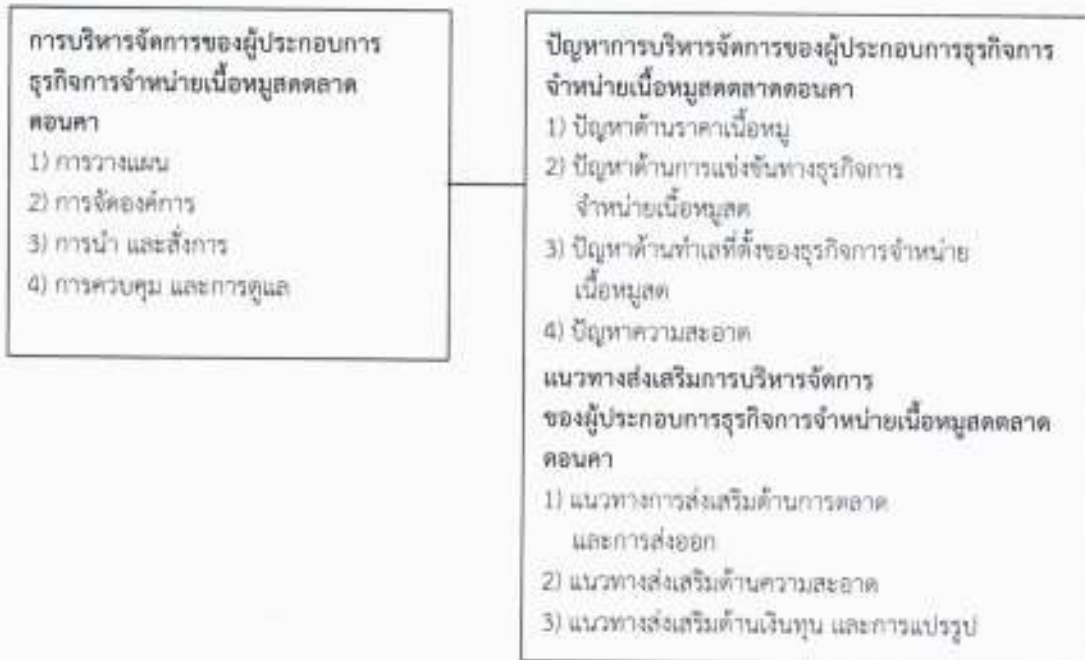 การบริหารจัดการของผู้ประกอบการ
ธุรกิจการจำหน่ายเนื้อหมูสดตลาด
ดอนคา
1) การวางแผน
2) การจัดองค์การ
3) การนำ และสั่งการ
4) การควบคุม และการดูแล
ปัญหาการบริหารจัดการของผู้ประกอบการธุรกิจการ
จำหน่ายเนื้อหมูสดตลาดดอนคา
1) ปัญหาด้านราคาเนื้อหมู
2) ปัญหาด้านการแข่งขันทางธุรกิจการ
จำหน่ายเนื้อหมูสด
3) ปัญหาด้านทำเลที่ตั้งของธุรกิจการจำหน่าย
เนื้อหมูสด
4) ปัญหาความสะอาด
แนวทางส่งเสริมการบริหารจัดการ
ของผู้ประกอบการธุรกิจการจำหน่ายเนื้อหมูสดตลาด
ดอนคา
1) แนวทางการส่งเสริมด้านการตลาด
และการส่งออก
2) แนวทางส่งเสริมด้านความสะอาด
3) แนวทางส่งเสริมด้านเงินทุน และการแปรรูป